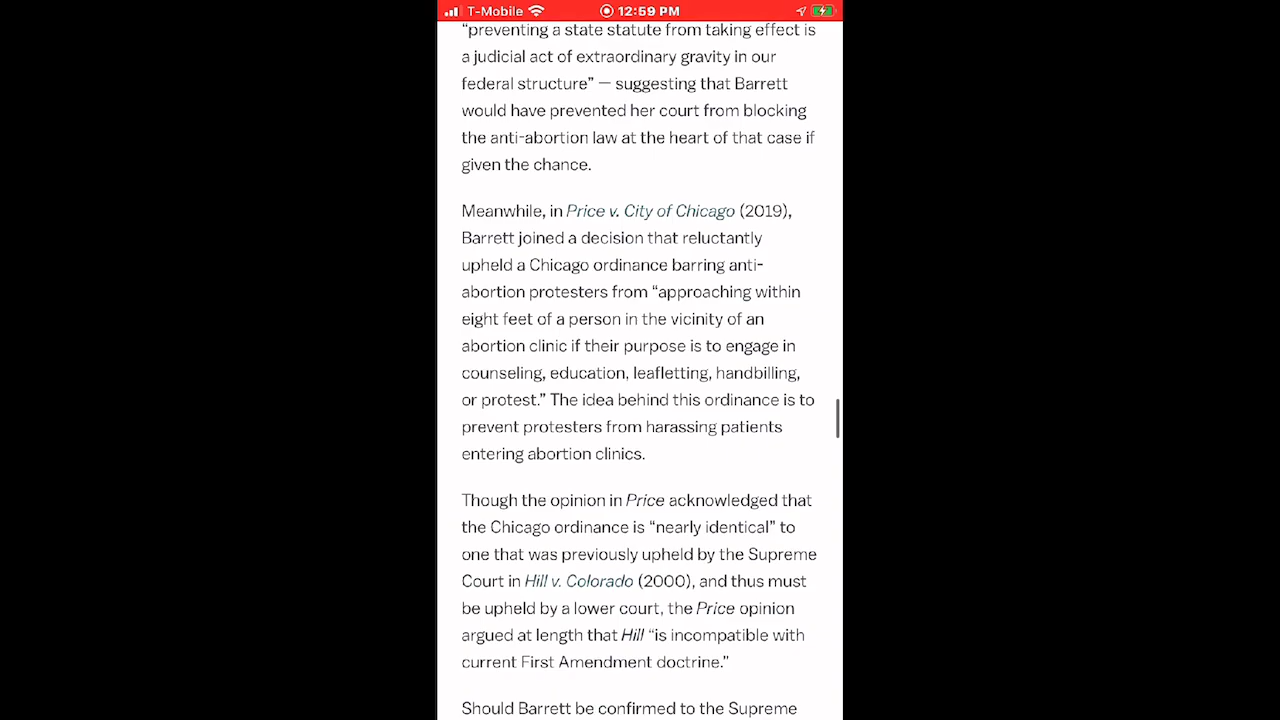 T-Mobile 12:59 PM
“preventing a state statute from taking effect is
a judicial act of extraordinary gravity in our
federal structure” — suggesting that Barrett
would have prevented her court from blocking
the anti-abortion law at the heart of that case if
given the chance.
Meanwhile, in Price v. City of Chicago (2019),
Barrett joined a decision that reluctantly
upheld a Chicago ordinance barring anti-
abortion protesters from “approaching within
eight feet of a person in the vicinity of an
abortion clinic if their purpose is to engage in
counseling, education, leafletting, handbilling,
or protest.” The idea behind this ordinance is to
prevent protesters from harassing patients
entering abortion clinics.
Though the opinion in Price acknowledged that
the Chicago ordinance is “nearly identical” to
one that was previously upheld by the Supreme
Court in Hill v. Colorado (2000), and thus must
be upheld by a lower court, the Price opinion
argued at length that Hill “is incompatible with
current First Amendment doctrine.”
Should Barrett be confirmed to the Supreme